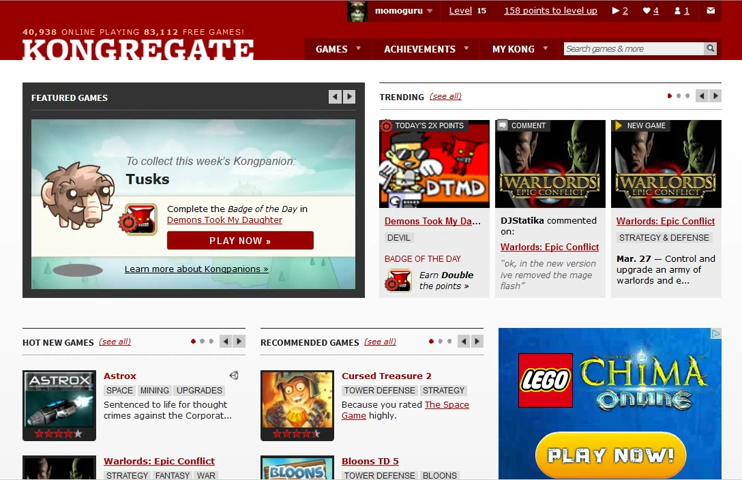 momoguru
Level 15
158 points to level up
2
4
1
40,938 ONLINE PLAYING 83,112 FREE GAMES!
KONGREGATE
GAMES
ACHIEVEMENTS
MY KONG
Search games & more
FEATURED GAMES
To collect this week's Kongpanion:
Tusks
Complete the Badge of the Day in
Demons Took My Daughter
PLAY NOW »
Learn more about Kongpanions »
TRENDING (see all)
TODAY'S 2X POINTS
DTMD
Demons Took My Da...
DEVIL
BADGE OF THE DAY
Earn Double
the points »
COMMENT
WARLORDS
EPIC CONFLICT
DJStatika commented
on:
Warlords: Epic Conflict
"ok, in the new version
ive removed the mage
flash"
NEW GAME
WARLORDS
EPIC CONFLICT
Warlords: Epic Conflict
STRATEGY & DEFENSE
Mar. 27 — Control and
upgrade an army of
warlords and e...
HOT NEW GAMES (see all)
ASTROX
Astrox
SPACE MINING UPGRADES
Sentenced to life for thought
crimes against the Corporat...
Warlords: Epic Conflict
STRATEGY FANTASY WAR
RECOMMENDED GAMES (see all)
Cursed Treasure 2
TOWER DEFENSE STRATEGY
Because you rated The Space
Game highly.
BLOONS
Bloons TD 5
TOWER DEFENSE BLOONS
LEGO
CHIMA
ONLINE
PLAY NOW!